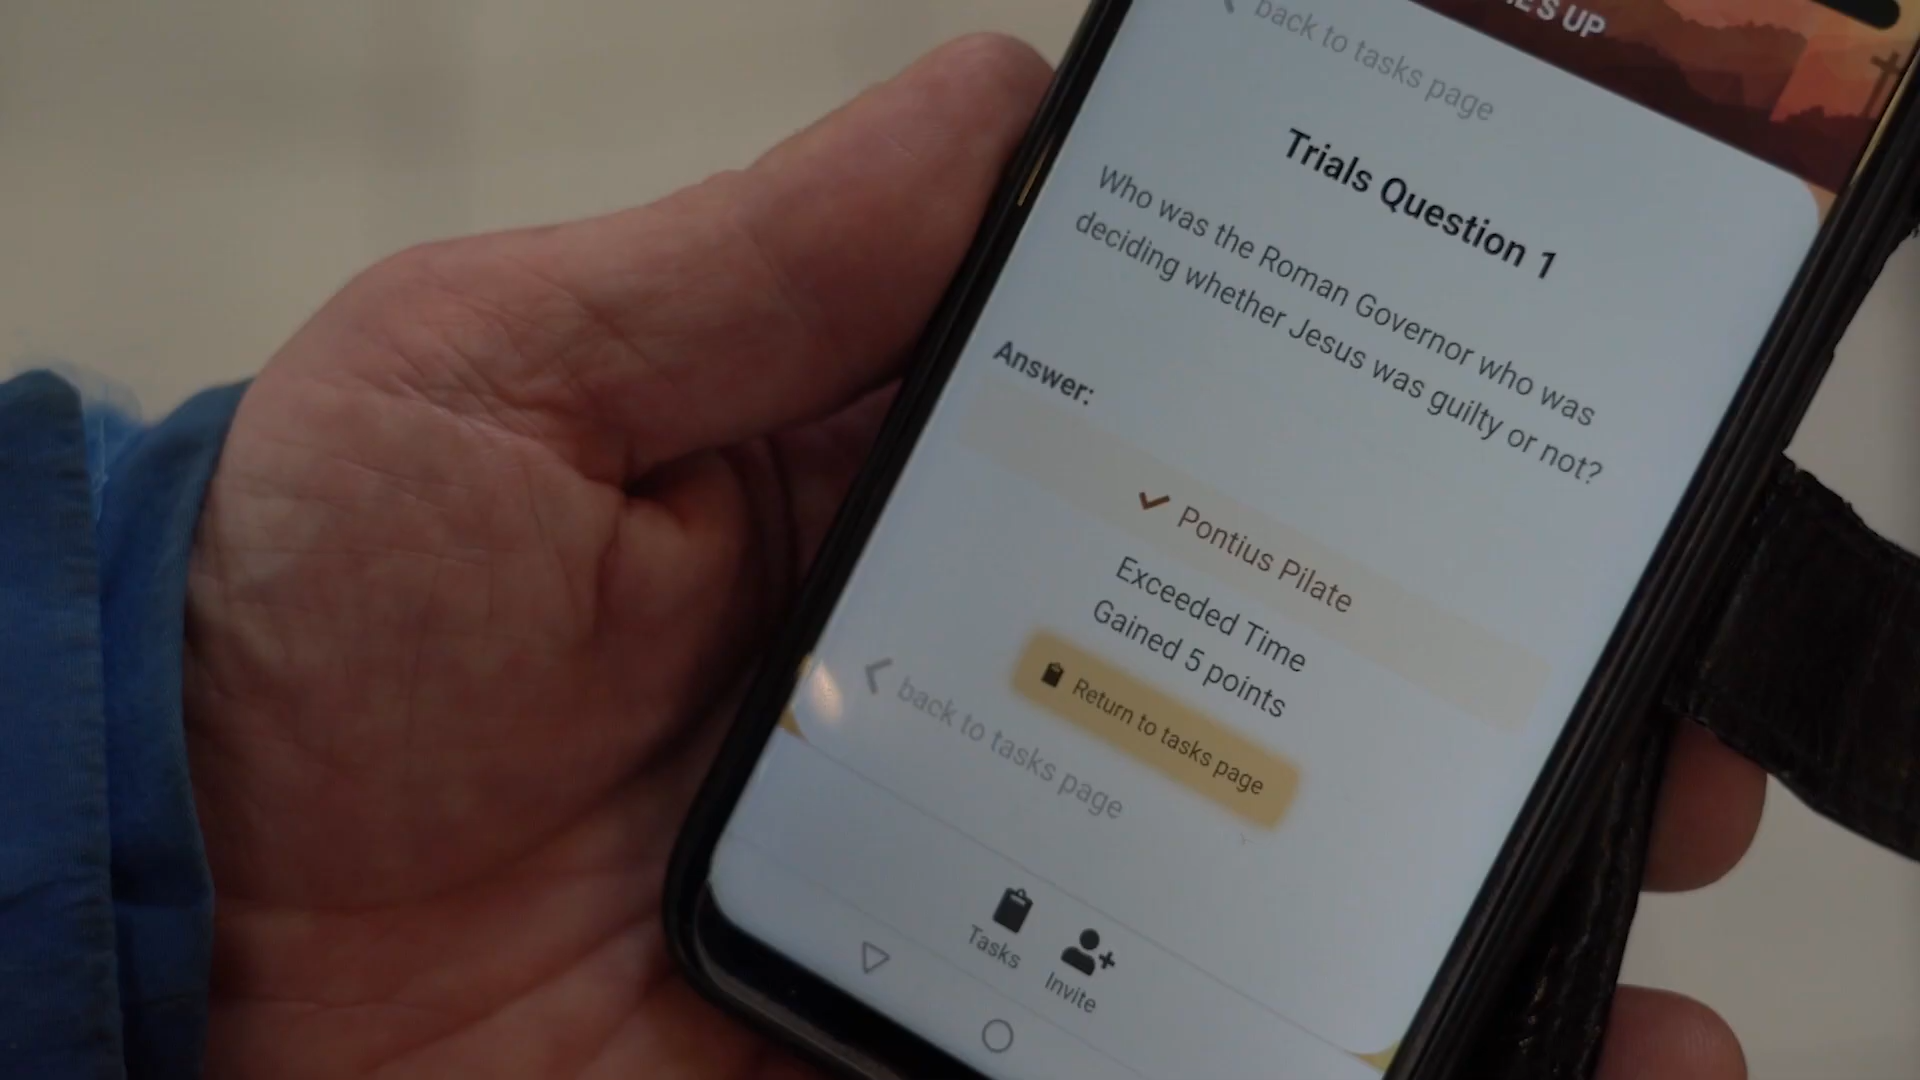 UP
back to tasks page
Trials Question 1
Who was the Roman Governor who was
deciding whether Jesus was guilty or not?
Answer:
Pontius Pilate
Exceeded Time
Gained 5 points
Return to tasks page
back to tasks page
Tasks
Invite